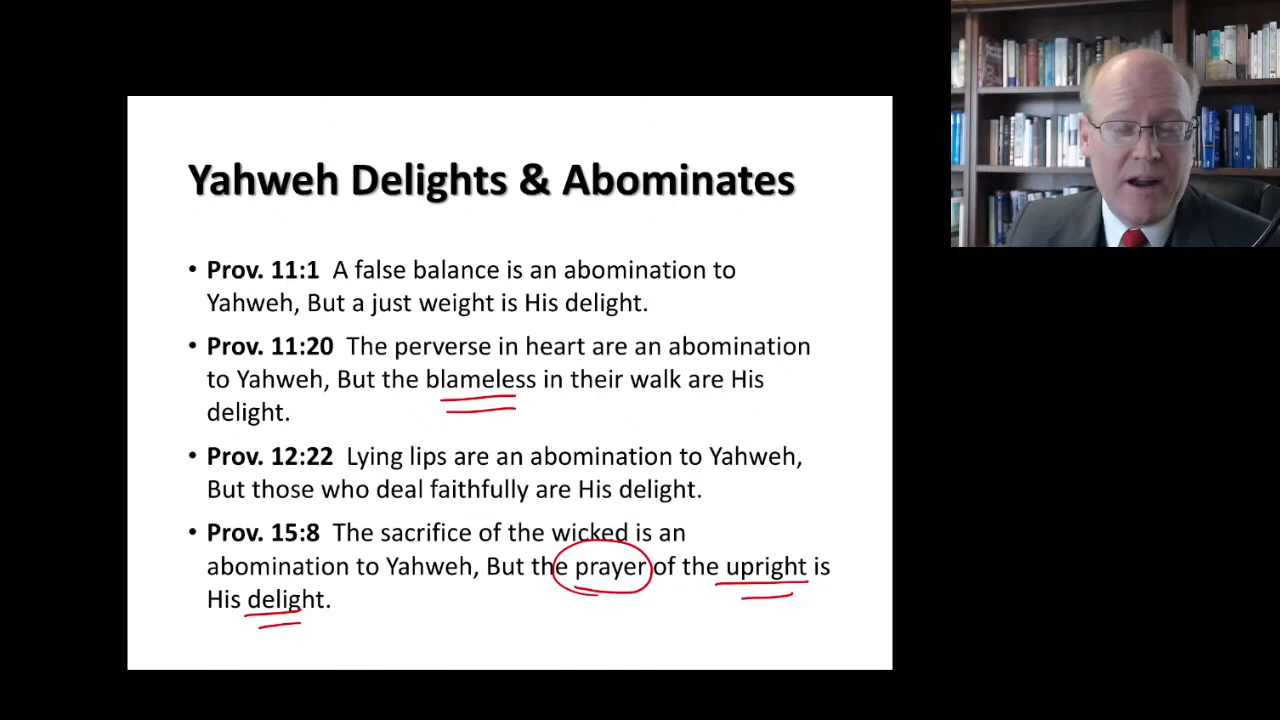 Yahweh Delights & Abominates
• Prov. 11:1 A false balance is an abomination to
Yahweh, But a just weight is His delight.
• Prov. 11:20 The perverse in heart are an abomination
to Yahweh, But the blameless in their walk are His
delight.
• Prov. 12:22 Lying lips are an abomination to Yahweh,
But those who deal faithfully are His delight.
• Prov. 15:8 The sacrifice of the wicked is an
abomination to Yahweh, But the prayer of the upright is
His delight.